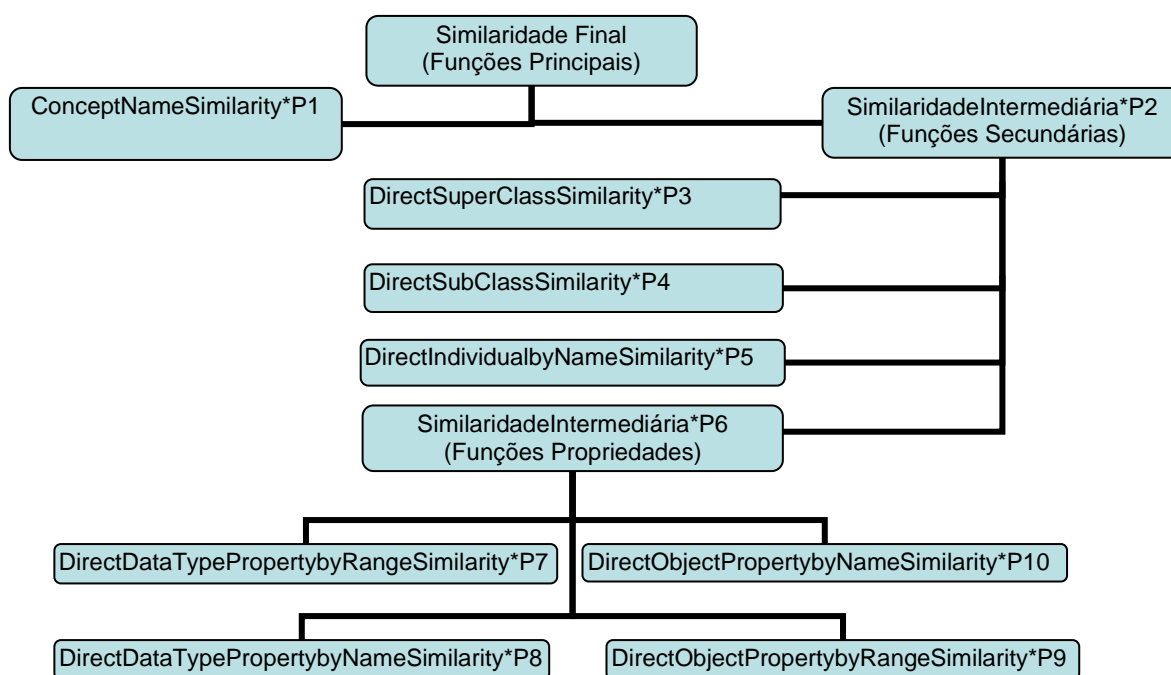 Similaridade Final
(Funções Principais)
ConceptNameSimilarity*P1
SimilaridadeIntermediária*P2
(Funções Secundárias)
DirectSuperClassSimilarity*P3
DirectSubClassSimilarity*P4
DirectIndividualbyNameSimilarity*P5
SimilaridadeIntermediária*P6
(Funções Propriedades)
DirectDataTypePropertybyRangeSimilarity*P7
DirectObjectPropertybyNameSimilarity*P10
DirectDataTypePropertybyNameSimilarity*P8
DirectObjectPropertybyRangeSimilarity*P9